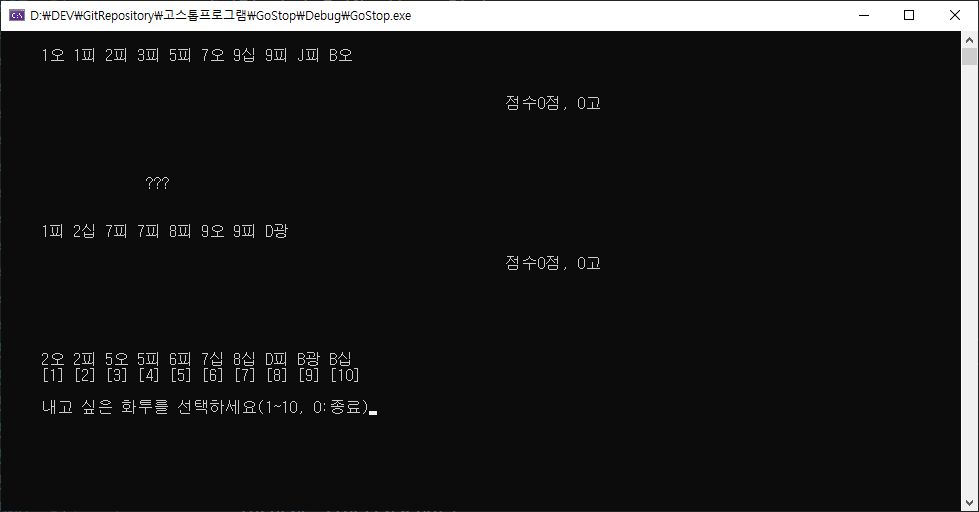 D:₩DEV₩GitRepository₩고스톱프로그램₩GoStop₩Debug₩GoStop.exe
1오 1피 2피 3피 5피 7오 9십 9피 J피 B오
점수0점, 0고
???
1피 2십 7피 7피 8피 9오 9피 D광
점수0점, 0고
2오 2피 5오 5피 6피 7십 8십 D피 B광 B십
[1] [2] [3] [4] [5] [6] [7] [8] [9] [10]
내고 싶은 화투를 선택하세요(1~10, 0:종료)